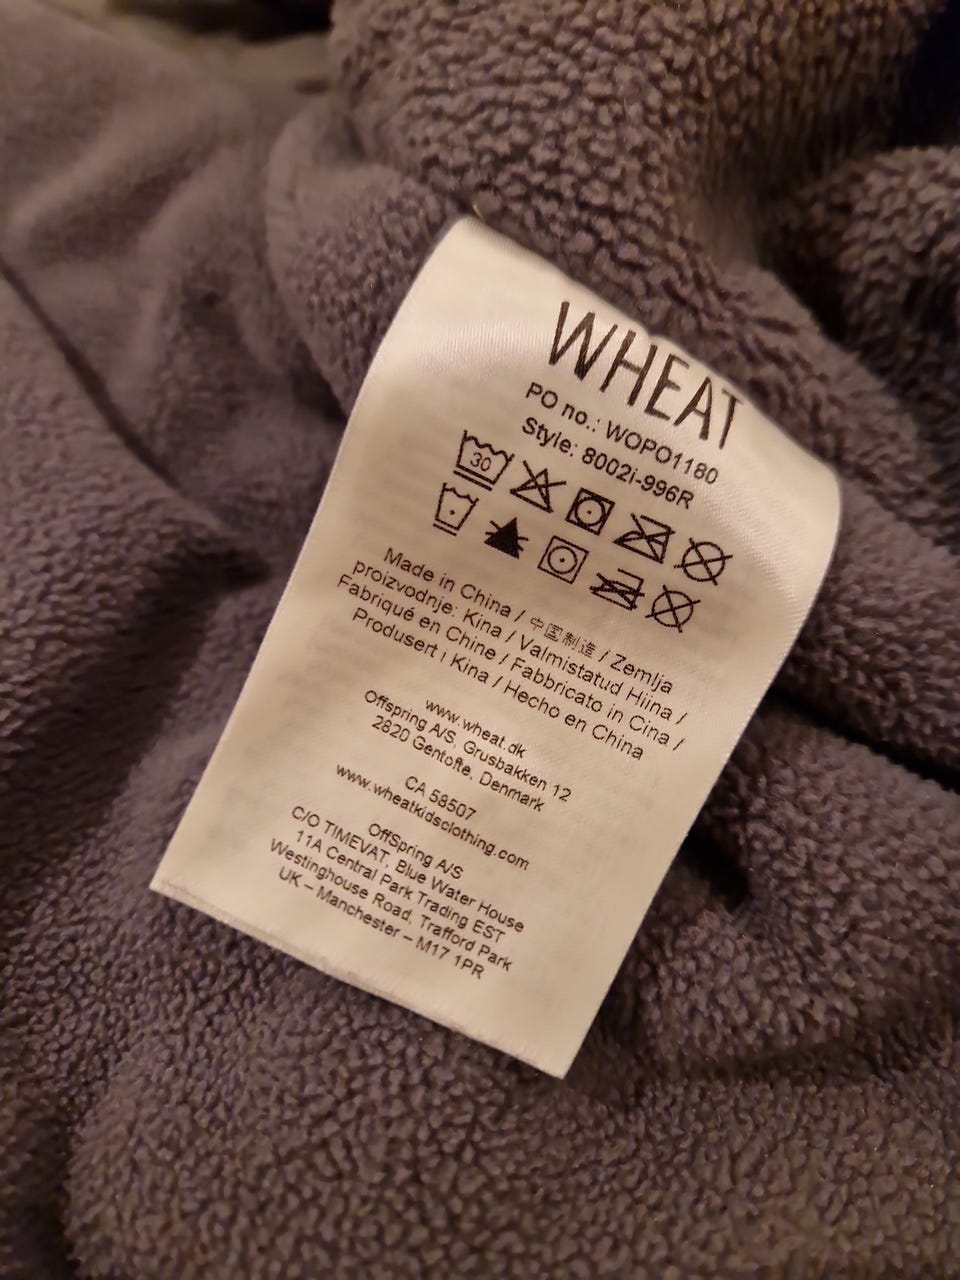 WHEAT
PO no.: WOPO1180
Style: 8002i-996R
30
Made in China / 中国制造 / Zemlja
proizvodnje: Kina / Valmistatud Hiina /
Fabriqué en Chine / Fabbricato in Cina /
Produsert i Kina / Hecho en China
www.wheat.dk
Offspring A/S, Grusbakken 12
2820 Gentofte, Denmark
CA 58507
www.wheatkidsclothing.com
OffSpring A/S
C/O TIMEVAT, Blue Water House
11A Central Park Trading EST
Westinghouse Road, Trafford Park
UK – Manchester – M17 1PR